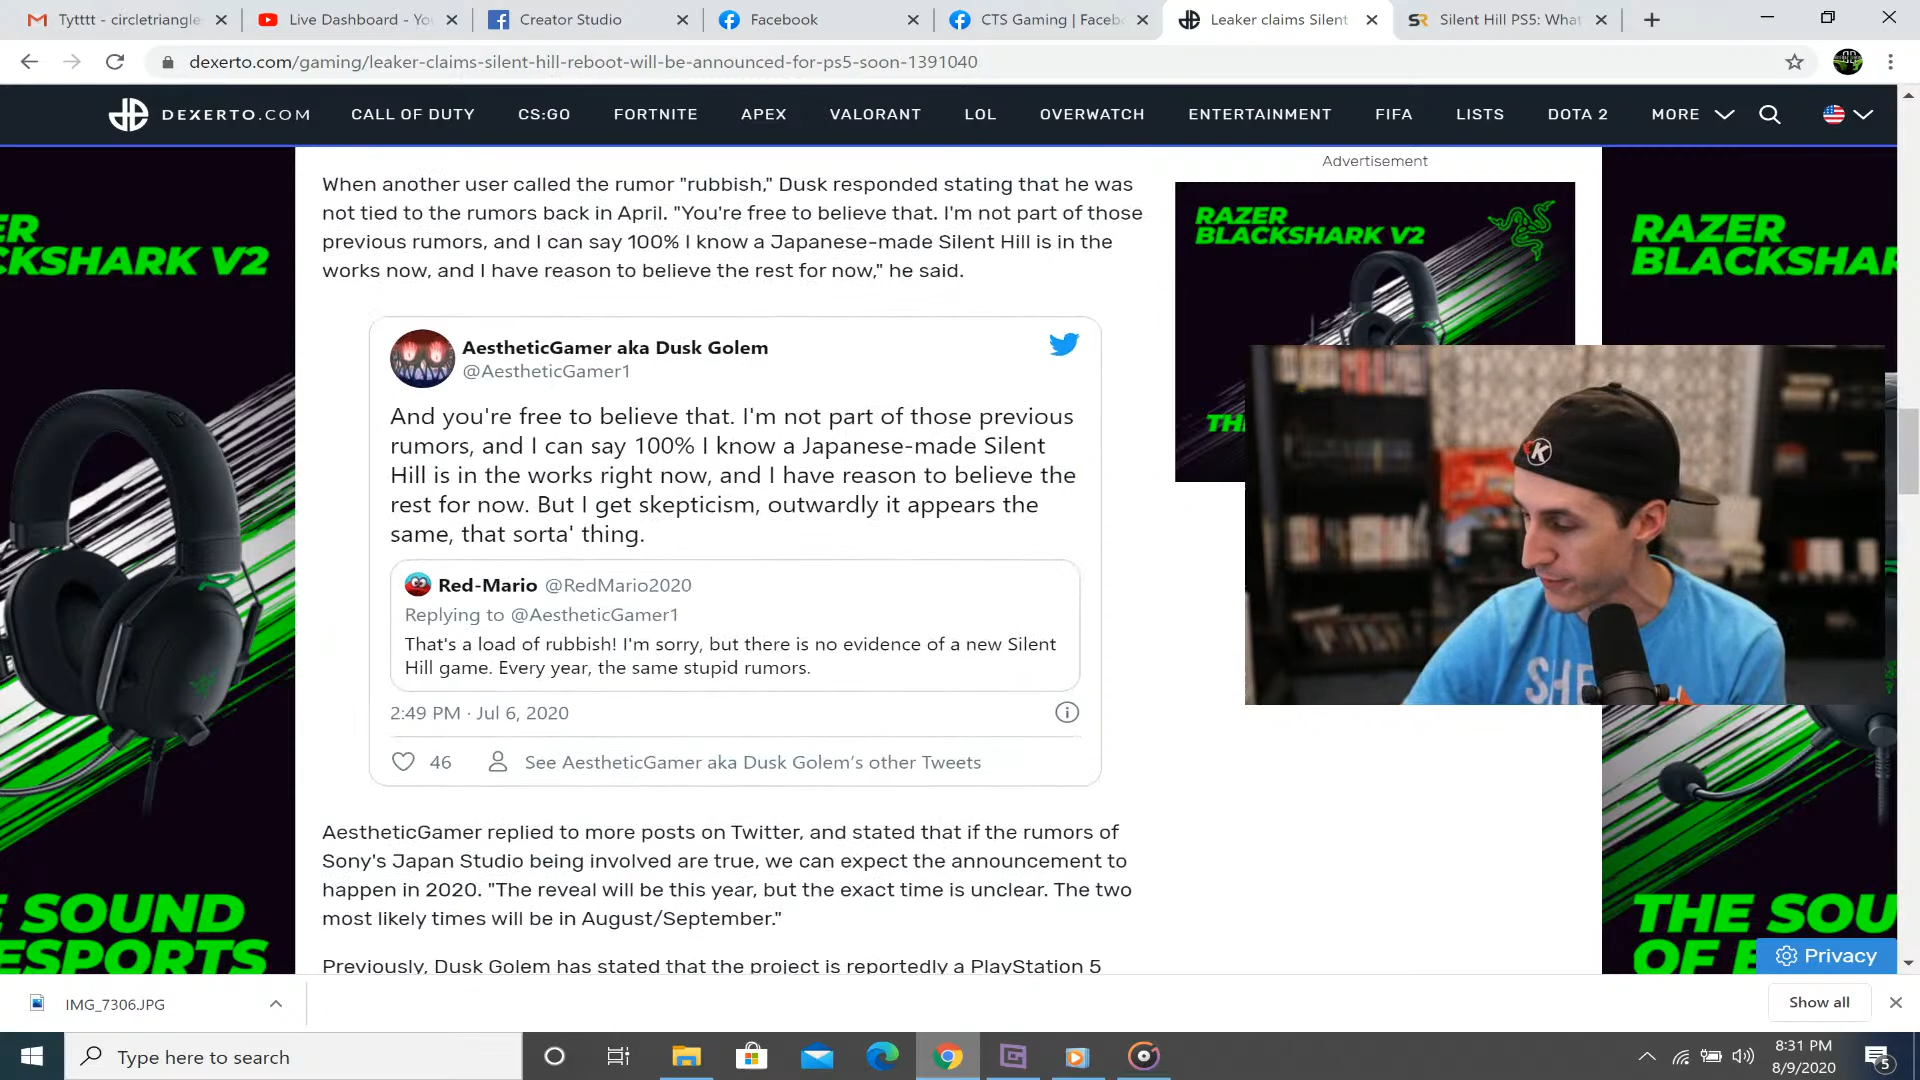 Tytttt - circletriangle
Live Dashboard - Yo
Creator Studio
Facebook
CTS Gaming | Faceb
Leaker claims Silent
SR
Silent Hill PS5: Wha
dexerto.com/gaming/leaker-claims-silent-hill-reboot-will-be-announced-for-ps5-soon-1391040
DEXERTO.COM
CALL OF DUTY
CS:GO
FORTNITE
APEX
VALORANT
LOL
OVERWATCH
ENTERTAINMENT
FIFA
LISTS
DOTA 2
MORE
Advertisement
When another user called the rumor "rubbish," Dusk responded stating that he was
not tied to the rumors back in April. "You're free to believe that. I'm not part of those
previous rumors, and I can say 100% I know a Japanese-made Silent Hill is in the
works now, and I have reason to believe the rest for now," he said.
ER
CKSHARK V2
RAZER
BLACKSHARK V2
RAZER
BLACKSHAR
TH
AestheticGamer aka Dusk Golem
@AestheticGamer1
And you're free to believe that. I'm not part of those previous
rumors, and I can say 100% I know a Japanese-made Silent
Hill is in the works right now, and I have reason to believe the
rest for now. But I get skepticism, outwardly it appears the
same, that sorta' thing.
Red-Mario @RedMario2020
Replying to @AestheticGamer1
That's a load of rubbish! I'm sorry, but there is no evidence of a new Silent
Hill game. Every year, the same stupid rumors.
2:49 PM · Jul 6, 2020
46
See AestheticGamer aka Dusk Golem's other Tweets
K
SHE
AestheticGamer replied to more posts on Twitter, and stated that if the rumors of
Sony's Japan Studio being involved are true, we can expect the announcement to
happen in 2020. "The reveal will be this year, but the exact time is unclear. The two
most likely times will be in August/September."
Previously, Dusk Golem has stated that the project is reportedly a PlayStation 5
E SOUND
ESPORTS
THE SOU
OF E
Privacy
IMG_7306.JPG
Show all
Type here to search
8:31 PM
8/9/2020
5